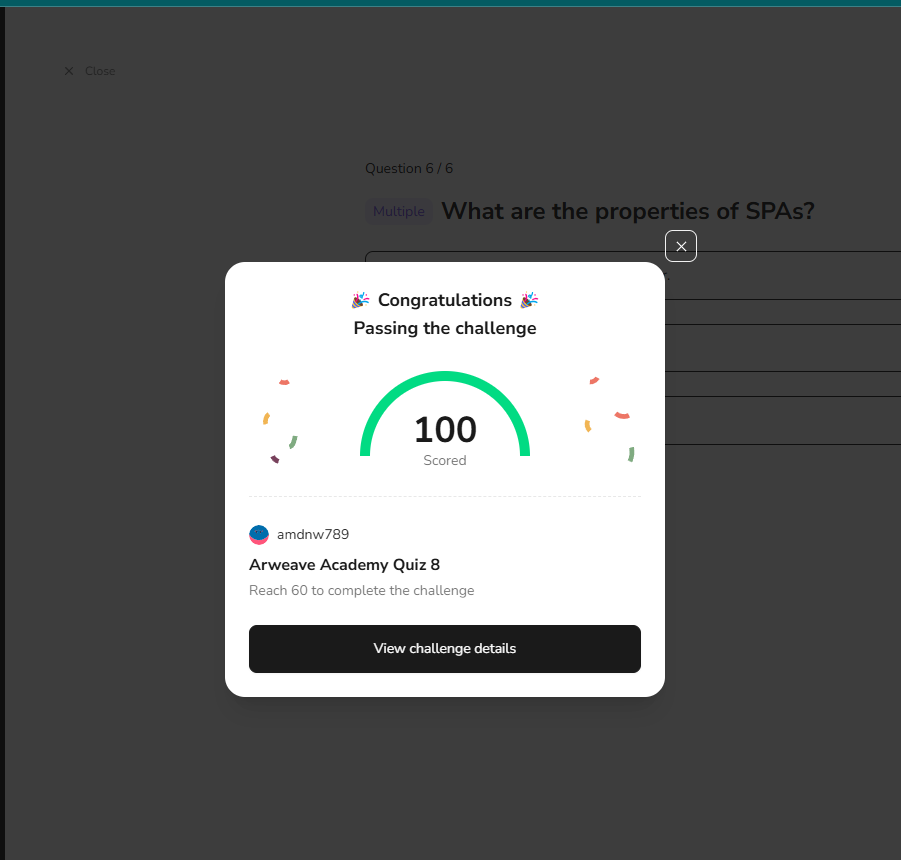 Close
Question 6 / 6
Multiple What are the properties of SPAs?
Congratulations
Passing the challenge
100
Scored
amdnw789
Arweave Academy Quiz 8
Reach 60 to complete the challenge
View challenge details